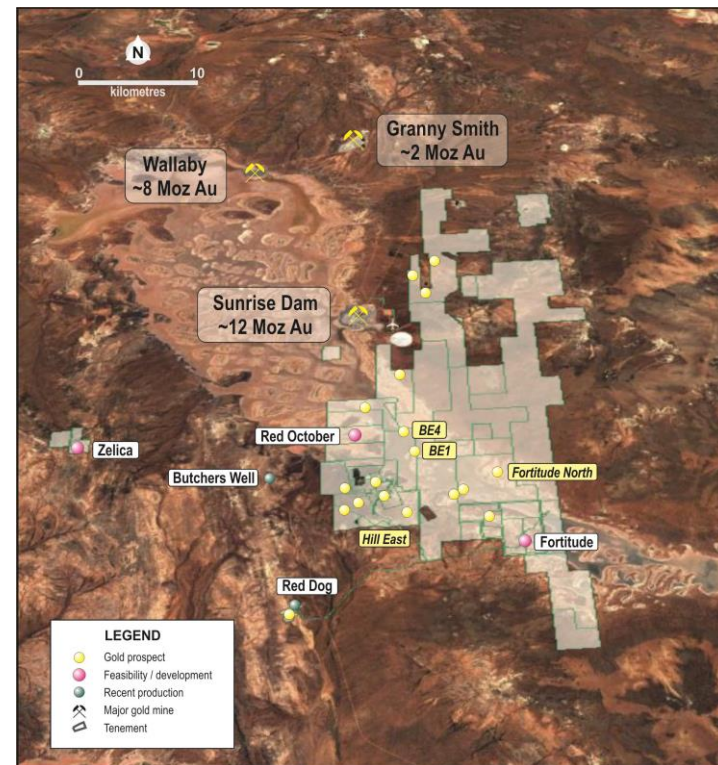 N
0 10
kilometres
Granny Smith
~2 Moz Au
Wallaby
~8 Moz Au
Sunrise Dam
~12 Moz Au
Red October
BE4
BE1
Zelica
Butchers Well
Fortitude North
Hill East
Fortitude
Red Dog
LEGEND
Gold prospect
Feasibility / development
Recent production
Major gold mine
Tenement